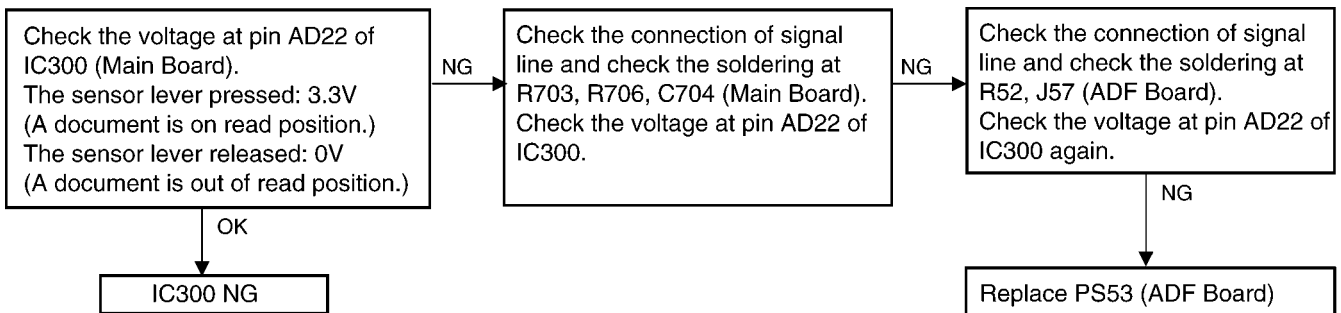 Check the voltage at pin AD22 of
IC300 (Main Board).
The sensor lever pressed: 3.3V
(A document is on read position.)
The sensor lever released: 0V
(A document is out of read position.)
NG
Check the connection of signal
line and check the soldering at
R703, R706, C704 (Main Board).
Check the voltage at pin AD22 of
IC300.
NG
Check the connection of signal
line and check the soldering at
R52, J57 (ADF Board).
Check the voltage at pin AD22 of
IC300 again.
OK
NG
IC300 NG
Replace PS53 (ADF Board)